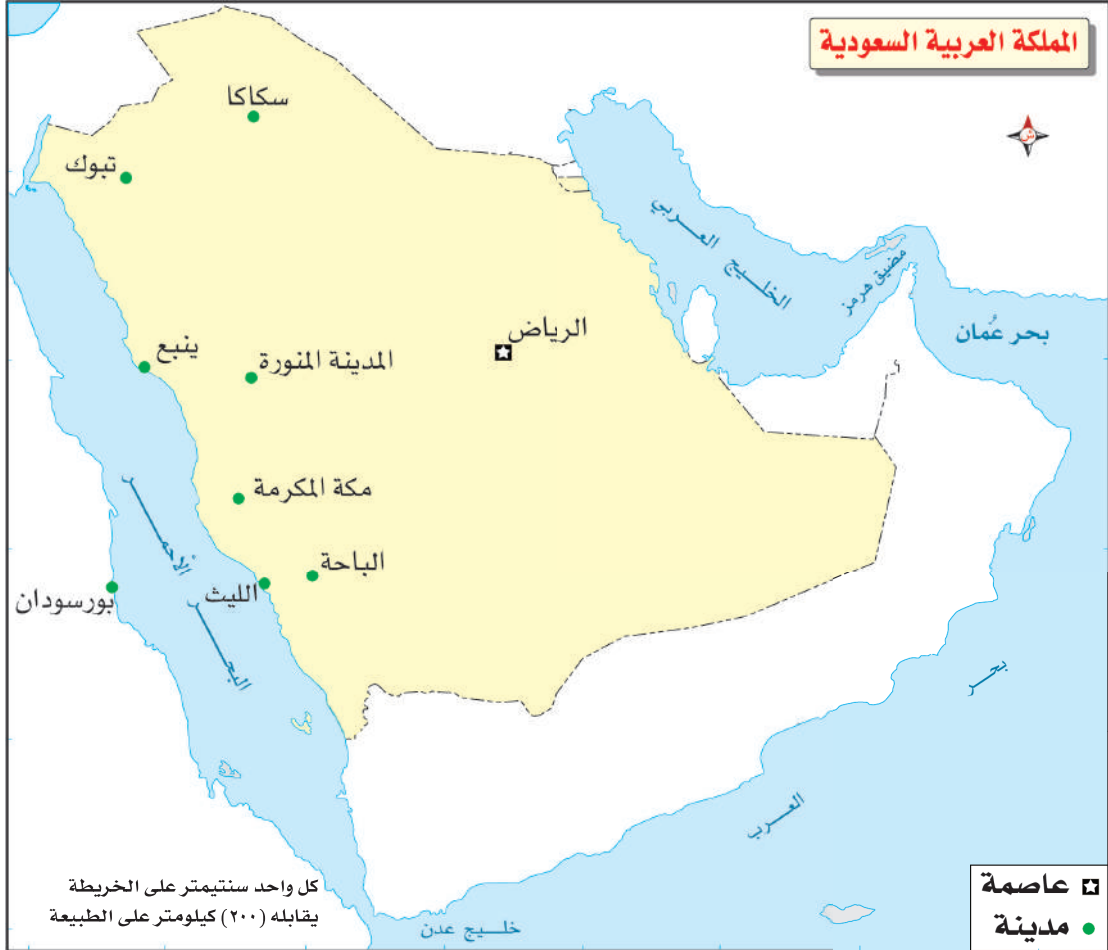 المملكة العربية السعودية
ش
سكاكا
تبوك
الخليج العربي
مضيق هرمز
بحر عُمان
الرياض
ينبع
المدينة المنورة
مكة المكرمة
الباحة
الليث
بورسودان
البحر الأحمر
بحر العرب
خليج عدن
كل واحد سنتيمتر على الخريطة
يقابله (٢٠٠) كيلومتر على الطبيعة
عاصمة
مدينة